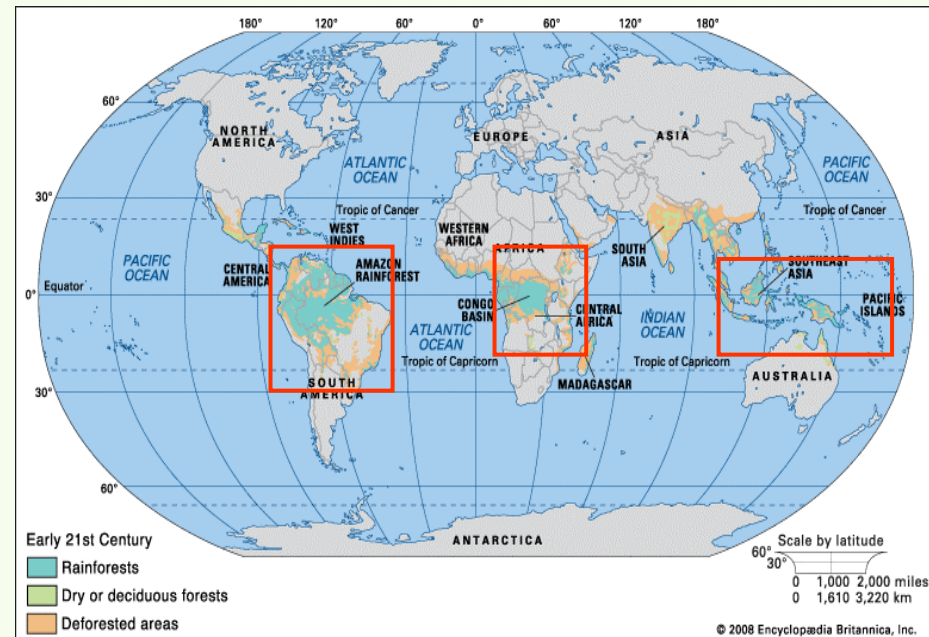 180° 120° 60° 0° 60° 120° 180°
60°
NORTH
AMERICA
EUROPE
ASIA
ATLANTIC
OCEAN
PACIFIC
OCEAN
30°
30°
Tropic of Cancer
Tropic of Cancer
WEST
INDIES
WESTERN
AFRICA
AFRICA
SOUTH
ASIA
SOUTHEAST
ASIA
PACIFIC
OCEAN
CENTRAL
AMERICA
AMAZON
RAINFOREST
Equator
0°
0°
CONGO
BASIN
CENTRAL
AFRICA
INDIAN
OCEAN
PACIFIC
ISLANDS
ATLANTIC
OCEAN
Tropic of Capricorn
Tropic of Capricorn
MADAGASCAR
AUSTRALIA
SOUTH
AMERICA
30°
30°
60°
60°
ANTARCTICA
Early 21st Century
Rainforests
Dry or deciduous forests
Deforested areas
Scale by latitude
60°
30°
0 1,000 2,000 miles
0 1,610 3,220 km
© 2008 Encyclopædia Britannica, Inc.